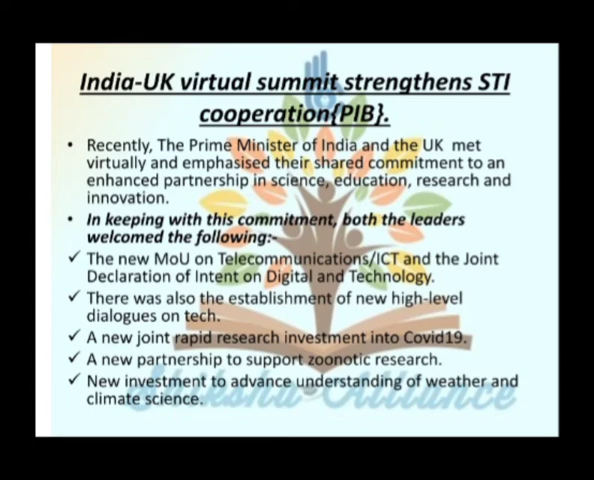 India-UK virtual summit strengthens STI
cooperation{PIB}.
• Recently, The Prime Minister of India and the UK met
virtually and emphasised their shared commitment to an
enhanced partnership in science, education, research and
innovation.
• In keeping with this commitment, both the leaders
welcomed the following:-
✓ The new MoU on Telecommunications/ICT and the Joint
Declaration of Intent on Digital and Technology.
✓ There was also the establishment of new high-level
dialogues on tech.
✓ A new joint rapid research investment into Covid19.
✓ A new partnership to support zoonotic research.
✓ New investment to advance understanding of weather and
climate science.
Shiksha Alliance